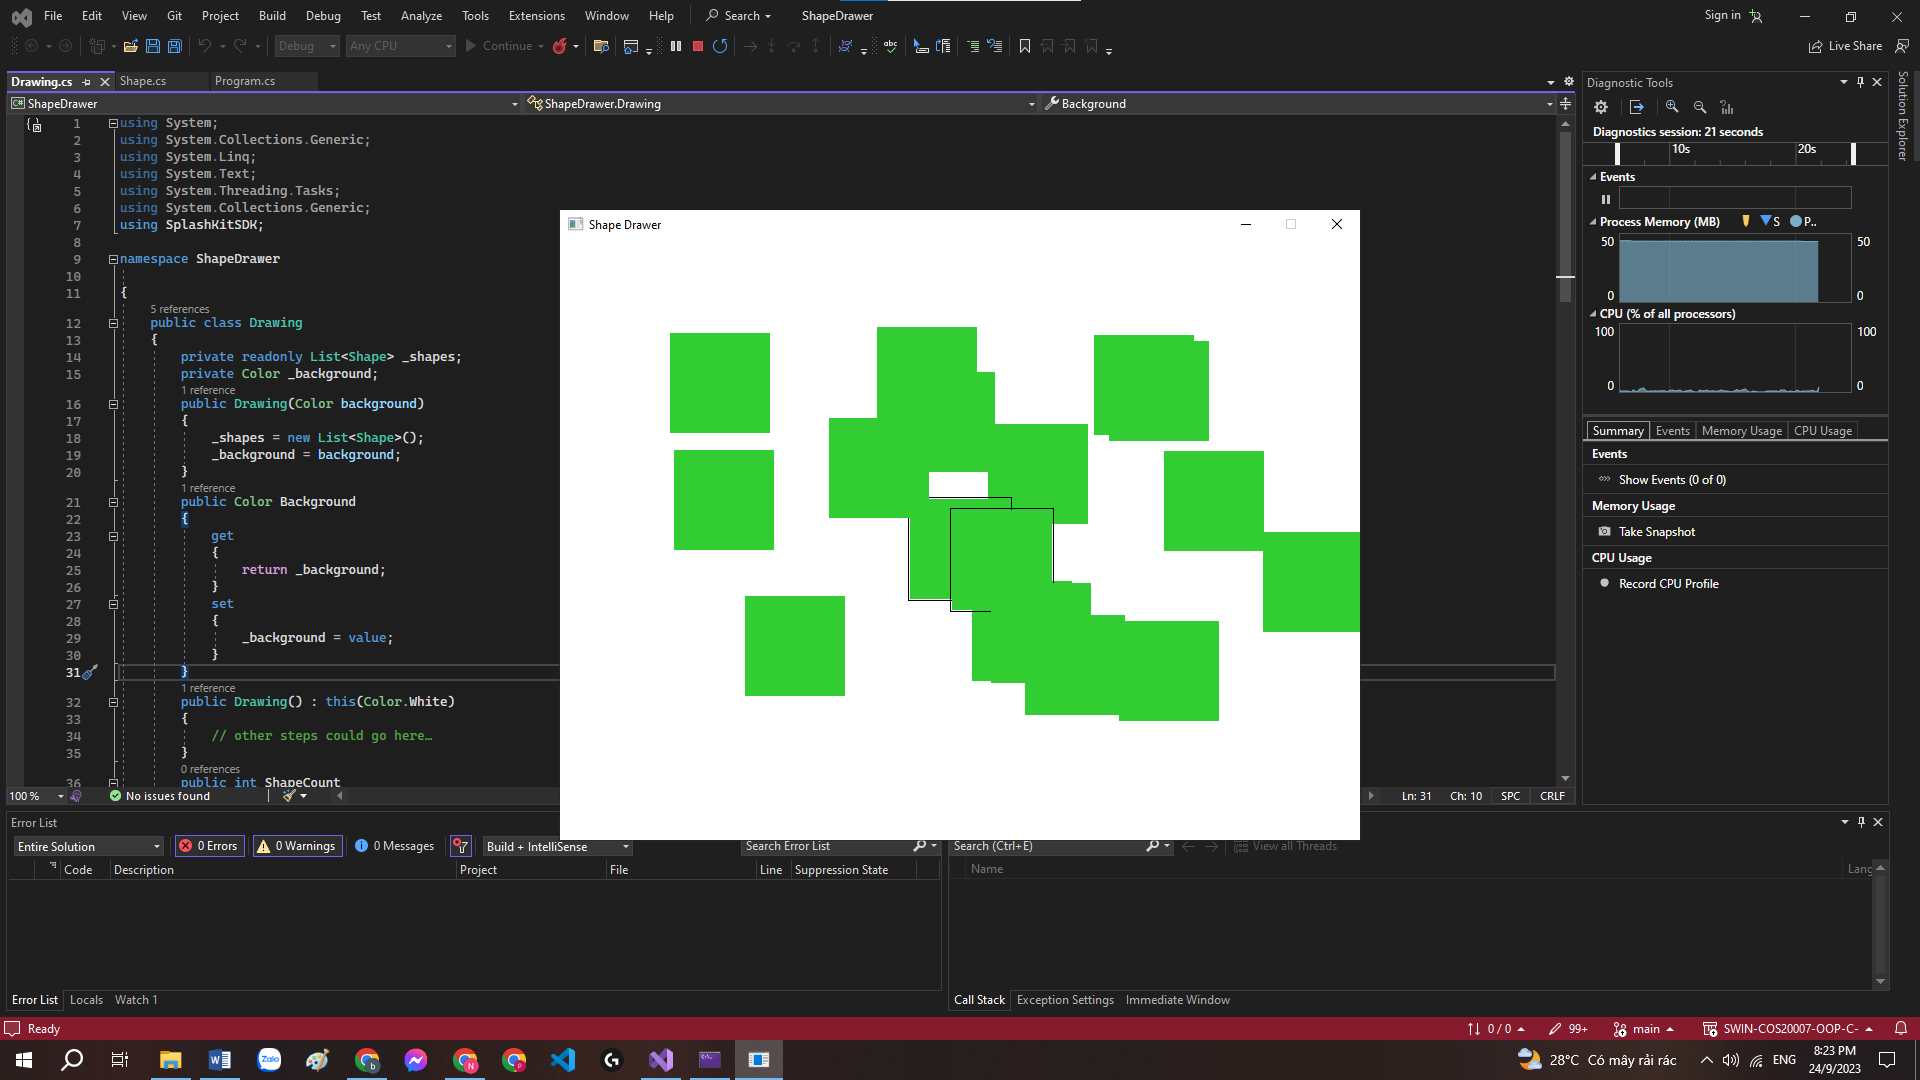 File Edit View Git Project Build Debug Test Analyze Tools Extensions Window Help Search ShapeDrawer Sign in
Debug Any CPU Continue Live Share
Drawing.cs Shape.cs Program.cs
ShapeDrawer ShapeDrawer.Drawing Background
1 using System;
2 using System.Collections.Generic;
3 using System.Linq;
4 using System.Text;
5 using System.Threading.Tasks;
6 using System.Collections.Generic;
7 using SplashKitSDK;
8
9 namespace ShapeDrawer
10
11 {
5 references
12 public class Drawing
13 {
14 private readonly List<Shape> _shapes;
15 private Color _background;
1 reference
16 public Drawing(Color background)
17 {
18 _shapes = new List<Shape>();
19 _background = background;
20 }
1 reference
21 public Color Background
22 {
23 get
24 {
25 return _background;
26 }
27 set
28 {
29 _background = value;
30 }
31 }
1 reference
32 public Drawing() : this(Color.White)
33 {
34 // other steps could go here…
35 }
0 references
36 public int ShapeCount
100 % No issues found Ln: 31 Ch: 10 SPC CRLF
Shape Drawer
Diagnostic Tools
Diagnostics session: 21 seconds
10s 20s
Events
Process Memory (MB) S P..
50 50
0 0
CPU (% of all processors)
100 100
0 0
Summary Events Memory Usage CPU Usage
Events
Show Events (0 of 0)
Memory Usage
Take Snapshot
CPU Usage
Record CPU Profile
Solution Explorer
Error List
Entire Solution 0 Errors 0 Warnings 0 Messages Build + IntelliSense Search Error List
Code Description Project File Line Suppression State
Search (Ctrl+E) View all Threads
Name Lang
Error List Locals Watch 1
Call Stack Exception Settings Immediate Window
Ready 0 / 0 99+ main SWIN-COS20007-OOP-C-
Zalo 28°C Có mây rải rác ENG 8:23 PM
24/9/2023